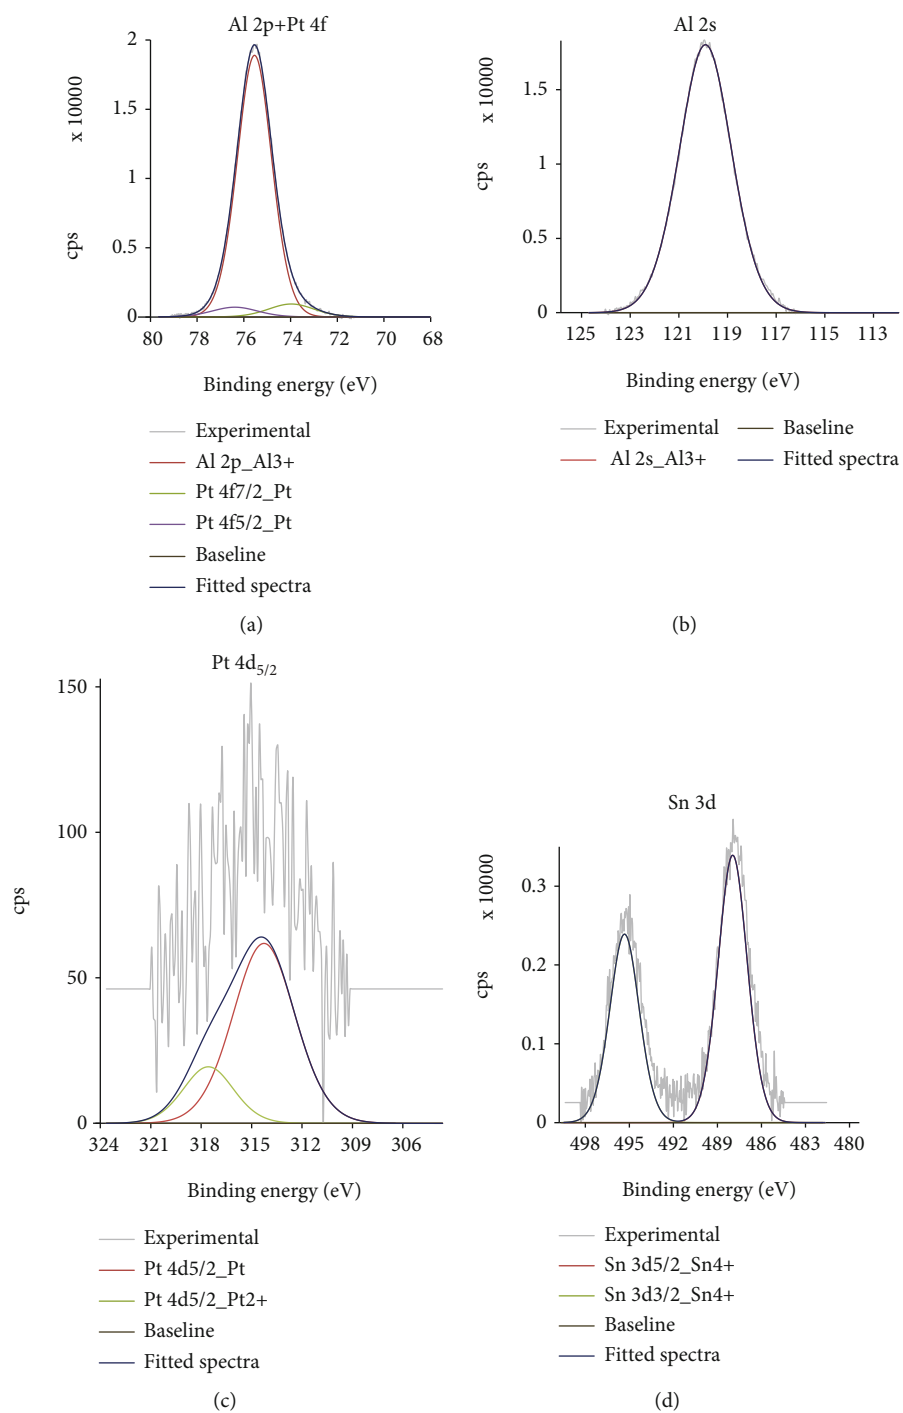 Al 2p+Pt 4f
2
1.5
1
0.5
0
x 10000
cps
80 78 76 74 72 70 68
Binding energy (eV)
Experimental
Al 2p_Al3+
Pt 4f7/2_Pt
Pt 4f5/2_Pt
Baseline
Fitted spectra
(a)
Al 2s
1.5
1
0.5
0
x 10000
cps
125 123 121 119 117 115 113
Binding energy (eV)
Experimental Baseline
Al 2s_Al3+ Fitted spectra
(b)
Pt 4d5/2
150
100
50
0
cps
324 321 318 315 312 309 306
Binding energy (eV)
Experimental
Pt 4d5/2_Pt
Pt 4d5/2_Pt2+
Baseline
Fitted spectra
(c)
Sn 3d
0.3
0.2
0.1
0
x 10000
cps
498 495 492 489 486 483 480
Binding energy (eV)
Experimental
Sn 3d5/2_Sn4+
Sn 3d3/2_Sn4+
Baseline
Fitted spectra
(d)